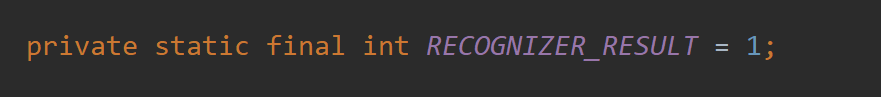 private static final int RECOGNIZER_RESULT = 1;